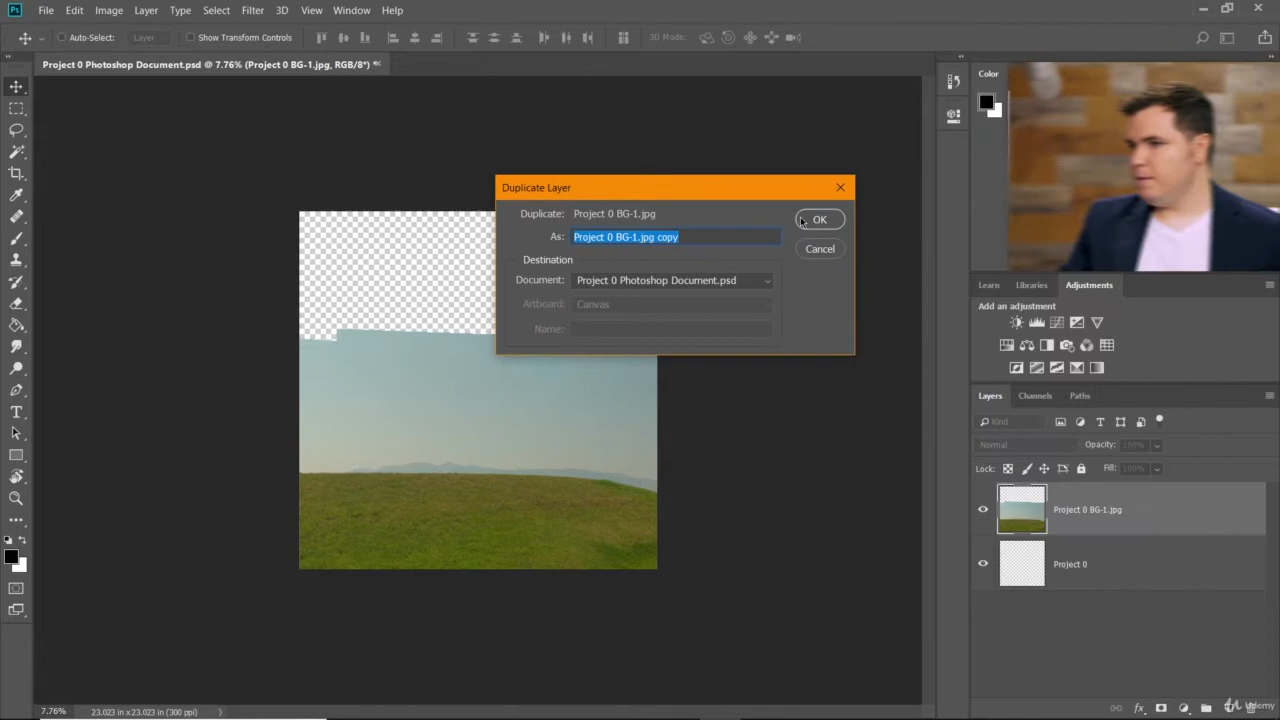 Ps File Edit Image Layer Type Select Filter 3D View Window Help
Auto-Select: Layer Show Transform Controls 3D Mode:
Project 0 Photoshop Document.psd @ 7.76% (Project 0 BG-1.jpg, RGB/8*)
Color
Duplicate Layer
Duplicate: Project 0 BG-1.jpg
OK
As: Project 0 BG-1.jpg copy
Cancel
Destination
Document: Project 0 Photoshop Document.psd
Artboard: Canvas
Name:
Learn Libraries Adjustments
Add an adjustment
Layers Channels Paths
Kind
Normal Opacity: 100%
Lock: Fill: 100%
Project 0 BG-1.jpg
Project 0
7.76% 23.023 in x 23.023 in (300 ppi)
Udemy